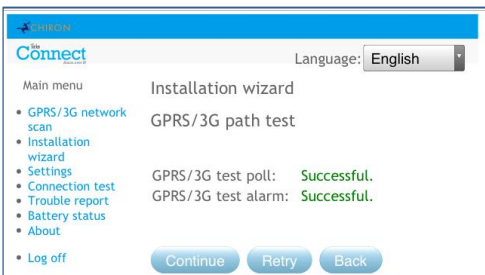 CHIRON
Iris
Connect
Language: English
Main menu
GPRS/3G network
scan
Installation
wizard
Settings
Connection test
Trouble report
Battery status
About
Log off
Installation wizard
GPRS/3G path test
GPRS/3G test poll: Successful.
GPRS/3G test alarm: Successful.
Continue Retry Back